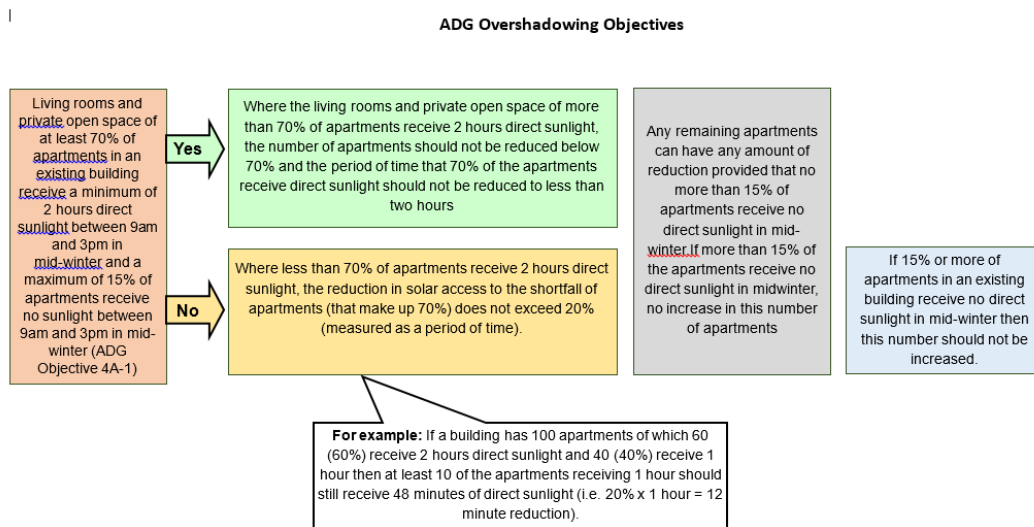 ADG Overshadowing Objectives
Living rooms and
private open space of
at least 70% of
apartments in an
existing building
receive a minimum of
2 hours direct
sunlight between 9am
and 3pm in
mid-winter and a
maximum of 15% of
apartments receive
no sunlight between
9am and 3pm in mid-
winter (ADG
Objective 4A-1)
Yes
Where the living rooms and private open space of more
than 70% of apartments receive 2 hours direct sunlight,
the number of apartments should not be reduced below
70% and the period of time that 70% of the apartments
receive direct sunlight should not be reduced to less than
two hours
No
Where less than 70% of apartments receive 2 hours direct
sunlight, the reduction in solar access to the shortfall of
apartments (that make up 70%) does not exceed 20%
(measured as a period of time).
Any remaining apartments
can have any amount of
reduction provided that no
more than 15% of
apartments receive no
direct sunlight in mid-
winter.If more than 15% of
the apartments receive no
direct sunlight in midwinter,
no increase in this number
of apartments
If 15% or more of
apartments in an existing
building receive no direct
sunlight in mid-winter then
this number should not be
increased.
For example: If a building has 100 apartments of which 60
(60%) receive 2 hours direct sunlight and 40 (40%) receive 1
hour then at least 10 of the apartments receiving 1 hour should
still receive 48 minutes of direct sunlight (i.e. 20% x 1 hour = 12
minute reduction).